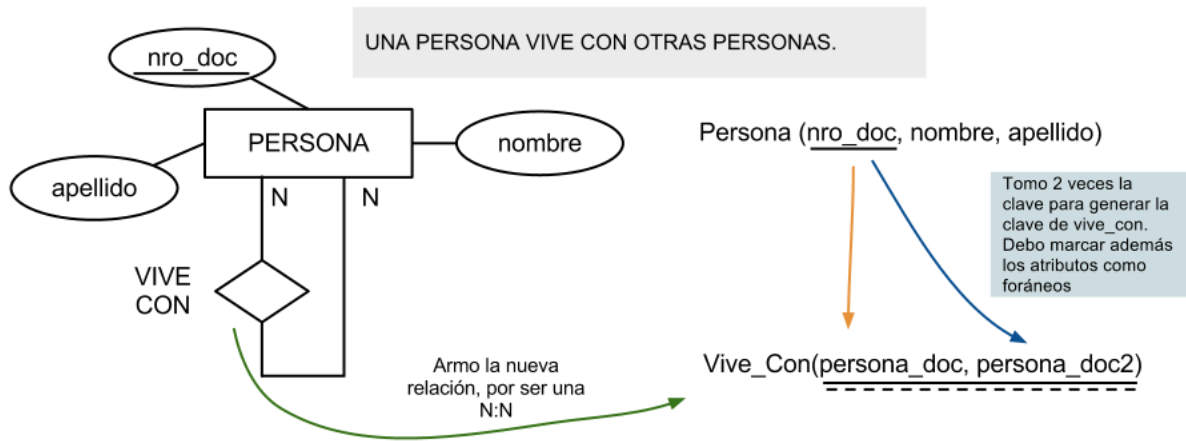 UNA PERSONA VIVE CON OTRAS PERSONAS.
nro_doc
PERSONA
nombre
apellido
N
N
VIVE
CON
Persona (nro_doc, nombre, apellido)
Tomo 2 veces la
clave para generar la
clave de vive_con.
Debo marcar además
los atributos como
foráneos
Armo la nueva
relación, por ser una
N:N
Vive_Con(persona_doc, persona_doc2)